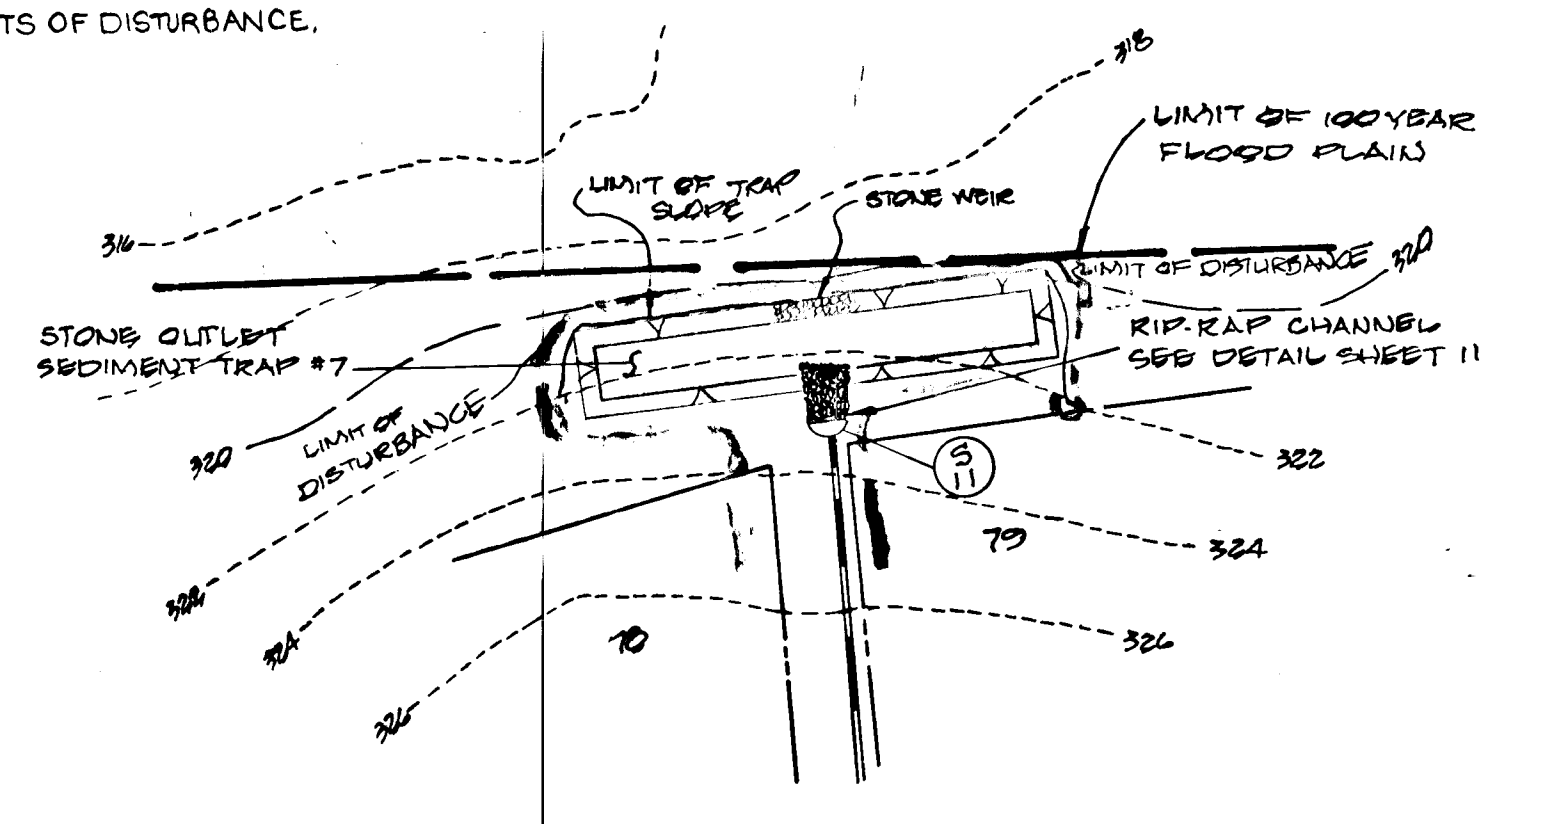 TS OF DISTURBANCE.
318
LIMIT OF 100 YEAR
FLOOD PLAIN
LIMIT OF TRAP
SLOPE
STONE WEIR
316
LIMIT OF DISTURBANCE
320
STONE OUTLET
SEDIMENT TRAP #7
RIP-RAP CHANNEL
SEE DETAIL SHEET 11
320
LIMIT OF
DISTURBANCE
S
11
322
79
324
322
324
78
326
326